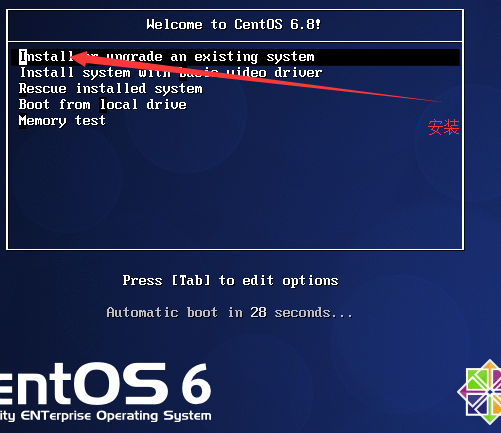 Welcome to CentOS 6.8!
Install or upgrade an existing system
Install system with basic video driver
Rescue installed system
Boot from local drive
Memory test
安装
Press [Tab] to edit options
Automatic boot in 28 seconds...
entOS 6
ity ENTerprise Operating System